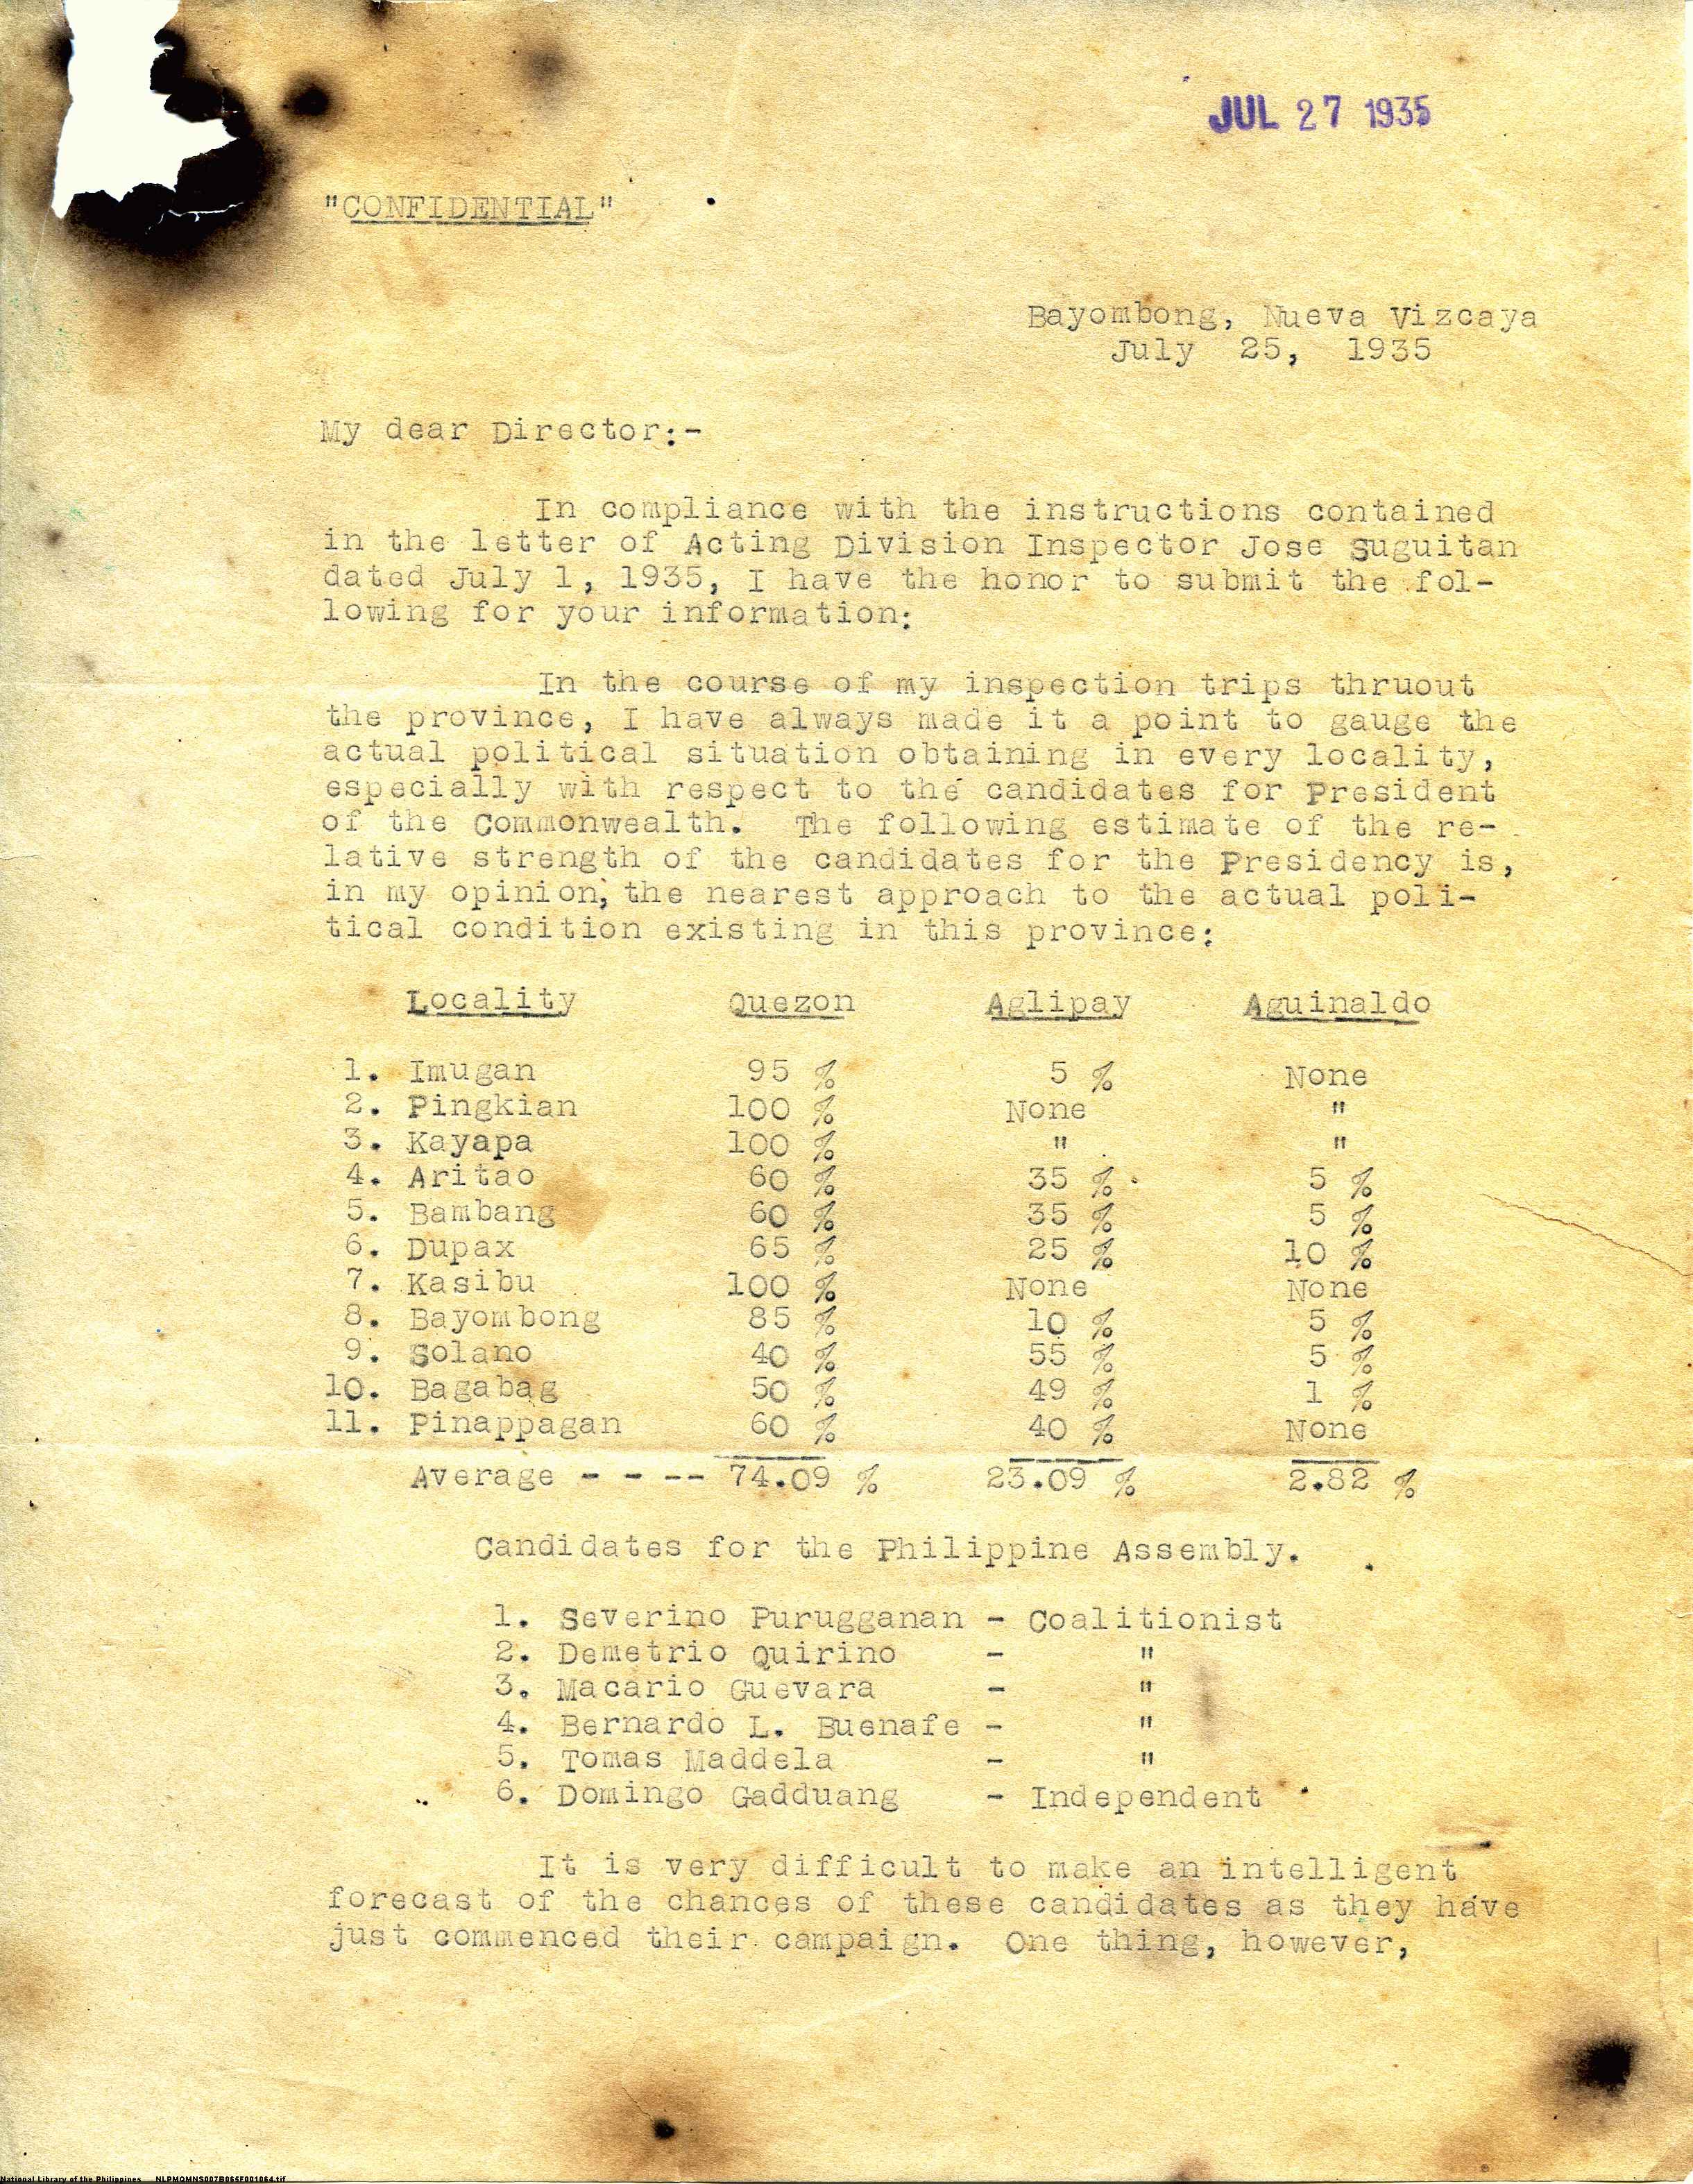 JUL 27 1935
"CONFIDENTIAL"
Bayombong, Nueva Vizcaya
July 25, 1935
My dear Director:-
In compliance with the instructions contained
in the letter of Acting Division Inspector Jose Suguitan
dated July 1, 1935, I have the honor to submit the fol-
lowing for your information:
In the course of my inspection trips thruout
the province, I have always made it a point to gauge the
actual political situation obtaining in every locality,
especially with respect to the candidates for President
of the Commonwealth. The following estimate of the re-
lative strength of the candidates for the Presidency is,
in my opinion, the nearest approach to the actual poli-
tical condition existing in this province:
Locality Quezon Aglipay Aguinaldo
1. Imugan 95 % 5 % None
2. Pingkian 100 % None "
3. Kayapa 100 % " "
4. Aritao 60 % 35 % 5 %
5. Bambang 60 % 35 % 5 %
6. Dupax 65 % 25 % 10 %
7. Kasibu 100 % None None
8. Bayombong 85 % 10 % 5 %
9. Solano 40 % 55 % 5 %
10. Bagabag 50 % 49 % 1 %
11. Pinappagan 60 % 40 % None
Average - - -- 74.09 % 23.09 % 2.82 %
Candidates for the Philippine Assembly.
1. Severino Purugganan - Coalitionist
2. Demetrio Quirino - "
3. Macario Guevara - "
4. Bernardo L. Buenafe - "
5. Tomas Maddela - "
6. Domingo Gadduang - Independent
It is very difficult to make an intelligent
forecast of the chances of these candidates as they have
just commenced their campaign. One thing, however,
National Library of the Philippines NLPMQMNS007B066F001064.tif